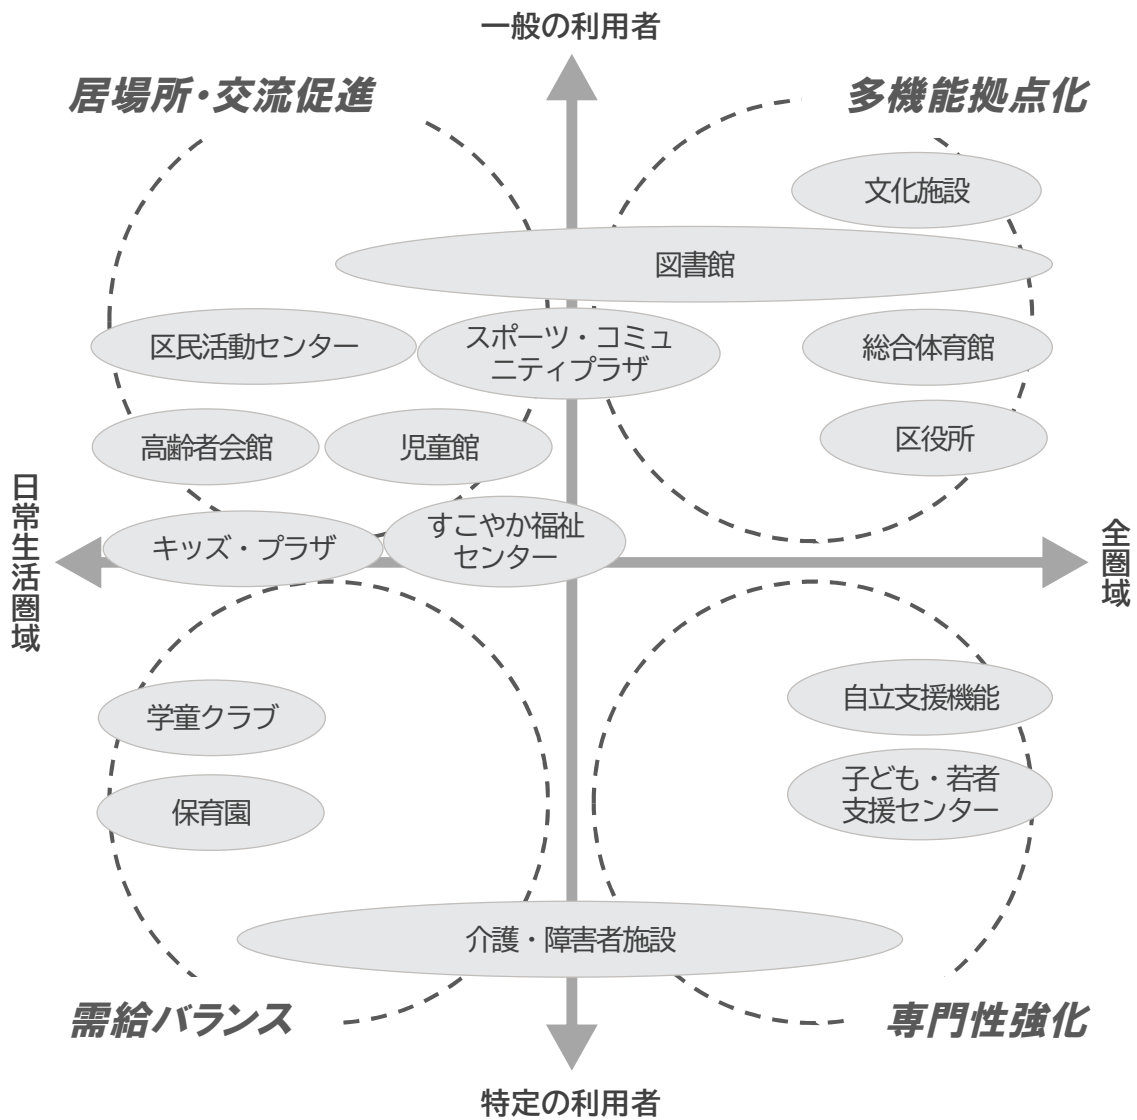 一般の利用者
居場所・交流促進
多機能拠点化
文化施設
図書館
区民活動センター
スポーツ・コミュ
ニティプラザ
総合体育館
高齢者会館
児童館
区役所
日常生活圏域
キッズ・プラザ
すこやか福祉
センター
全圏域
学童クラブ
自立支援機能
保育園
子ども・若者
支援センター
介護・障害者施設
需給バランス
専門性強化
特定の利用者